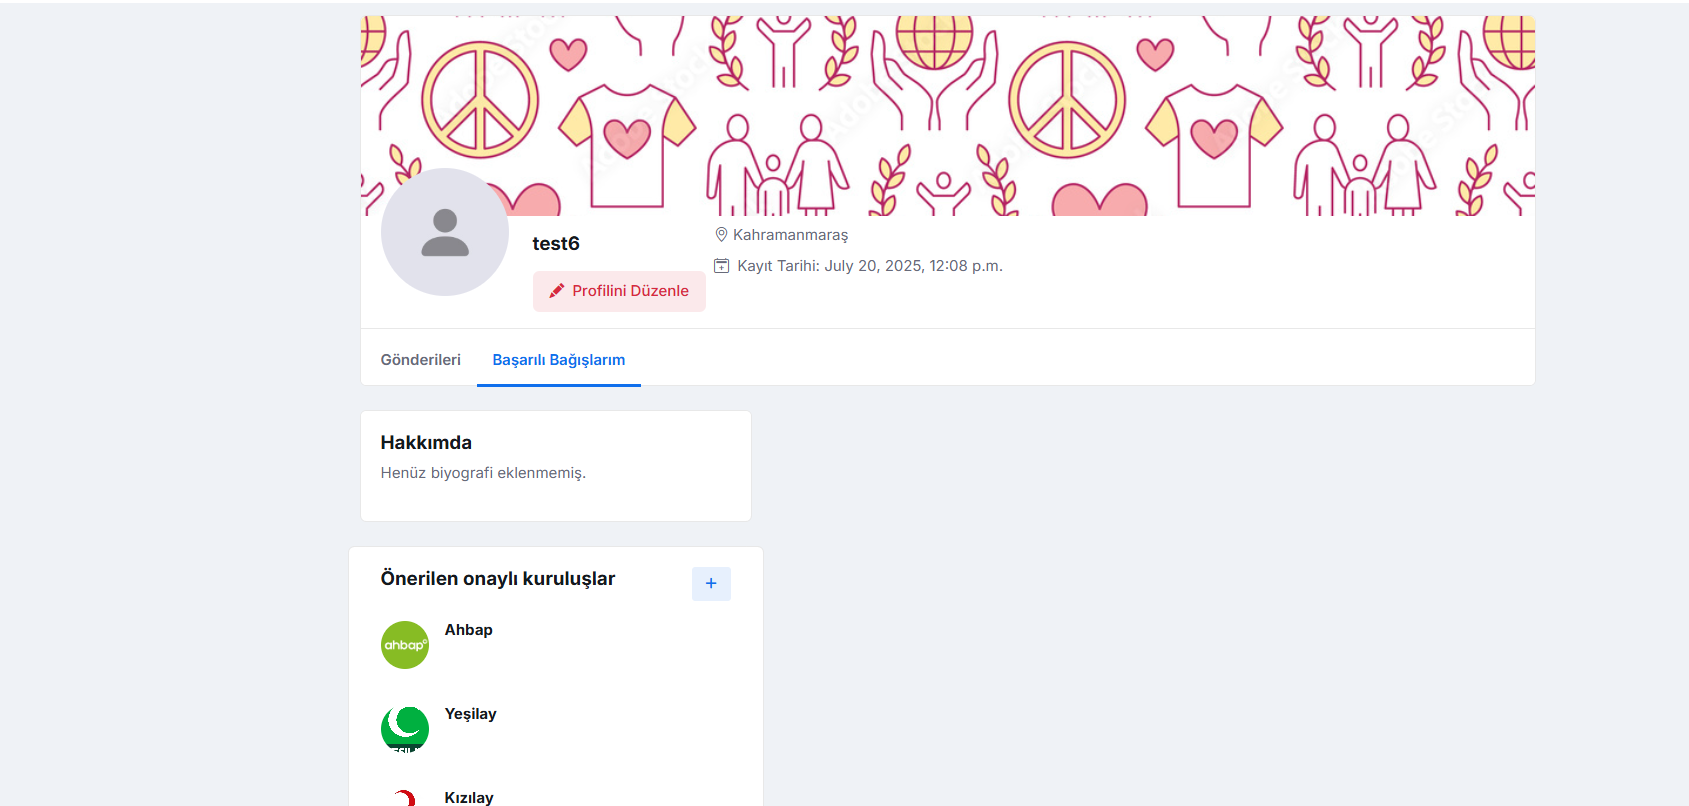 test6
Kahramanmaraş
Kayıt Tarihi: July 20, 2025, 12:08 p.m.
Profilini Düzenle
Gönderileri
Başarılı Bağışlarım
Hakkımda
Henüz biyografi eklenmemiş.
Önerilen onaylı kuruluşlar
+
ahbap
Ahbap
Yeşilay
Kızılay